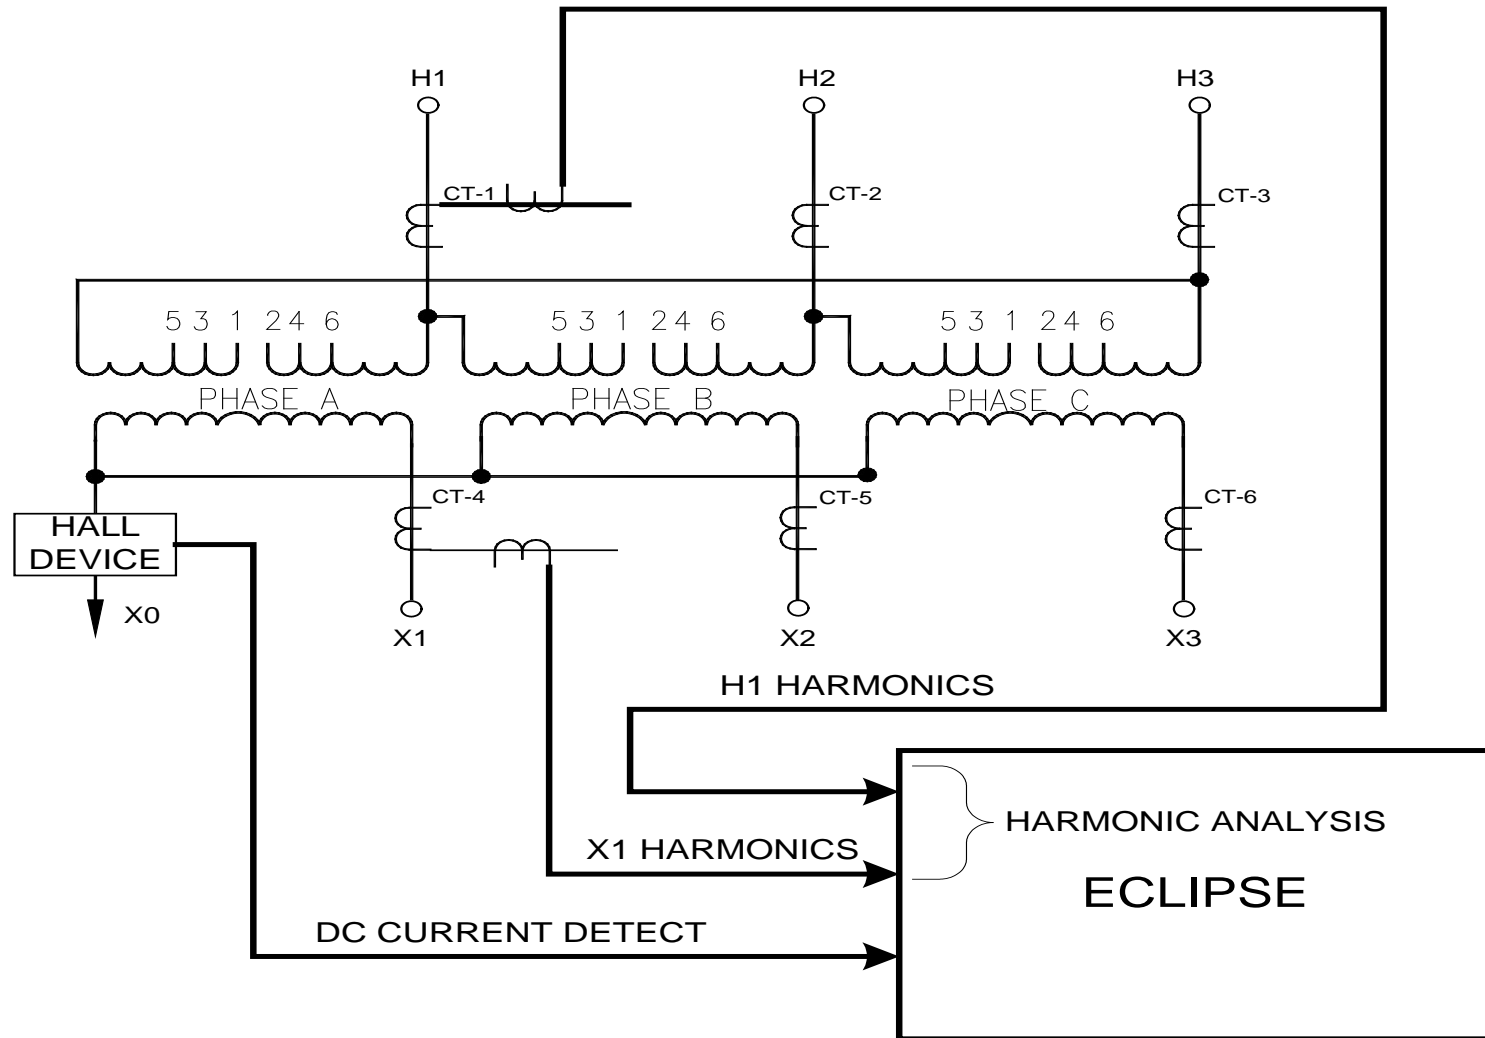 H1 H2 H3
CT-1 CT-2 CT-3
5 3 1 2 4 6 5 3 1 2 4 6 5 3 1 2 4 6
PHASE A PHASE B PHASE C
CT-4 CT-5 CT-6
HALL
DEVICE
X0
X1 X2 X3
H1 HARMONICS
HARMONIC ANALYSIS
X1 HARMONICS
ECLIPSE
DC CURRENT DETECT